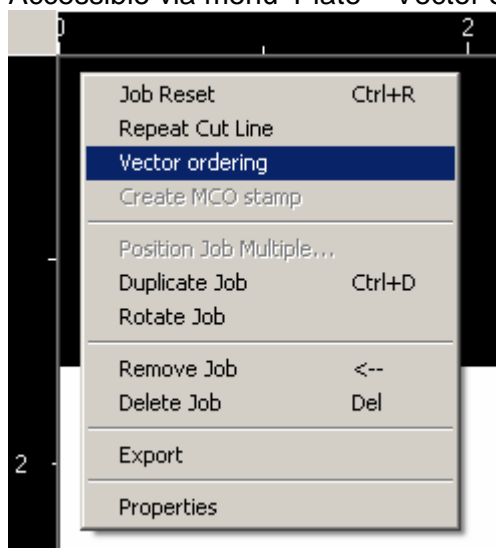 Accessible via menu 'Plate' – 'Vector
0 2
Job Reset Ctrl+R
Repeat Cut Line
Vector ordering
Create MCO stamp
Position Job Multiple...
Duplicate Job Ctrl+D
Rotate Job
Remove Job <--
Delete Job Del
2
Export
Properties